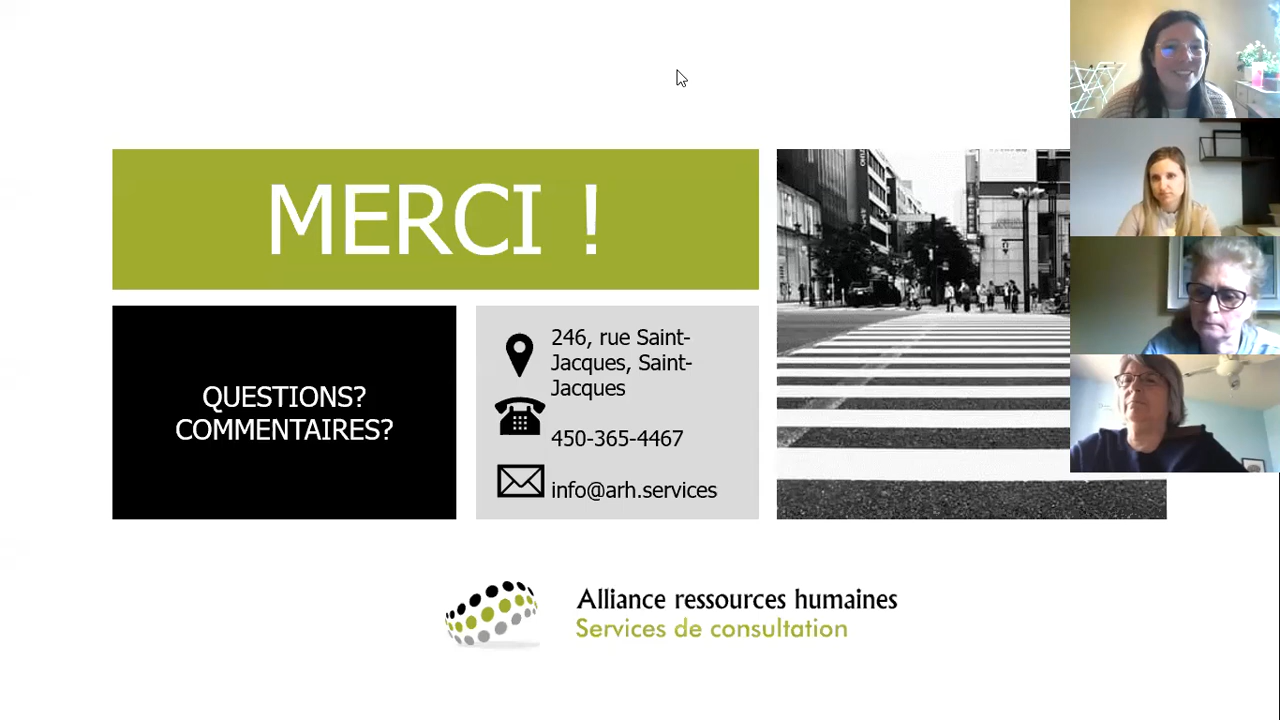 MERCI !
QUESTIONS?
COMMENTAIRES?
246, rue Saint-
Jacques, Saint-
Jacques
450-365-4467
info@arh.services
Alliance ressources humaines
Services de consultation